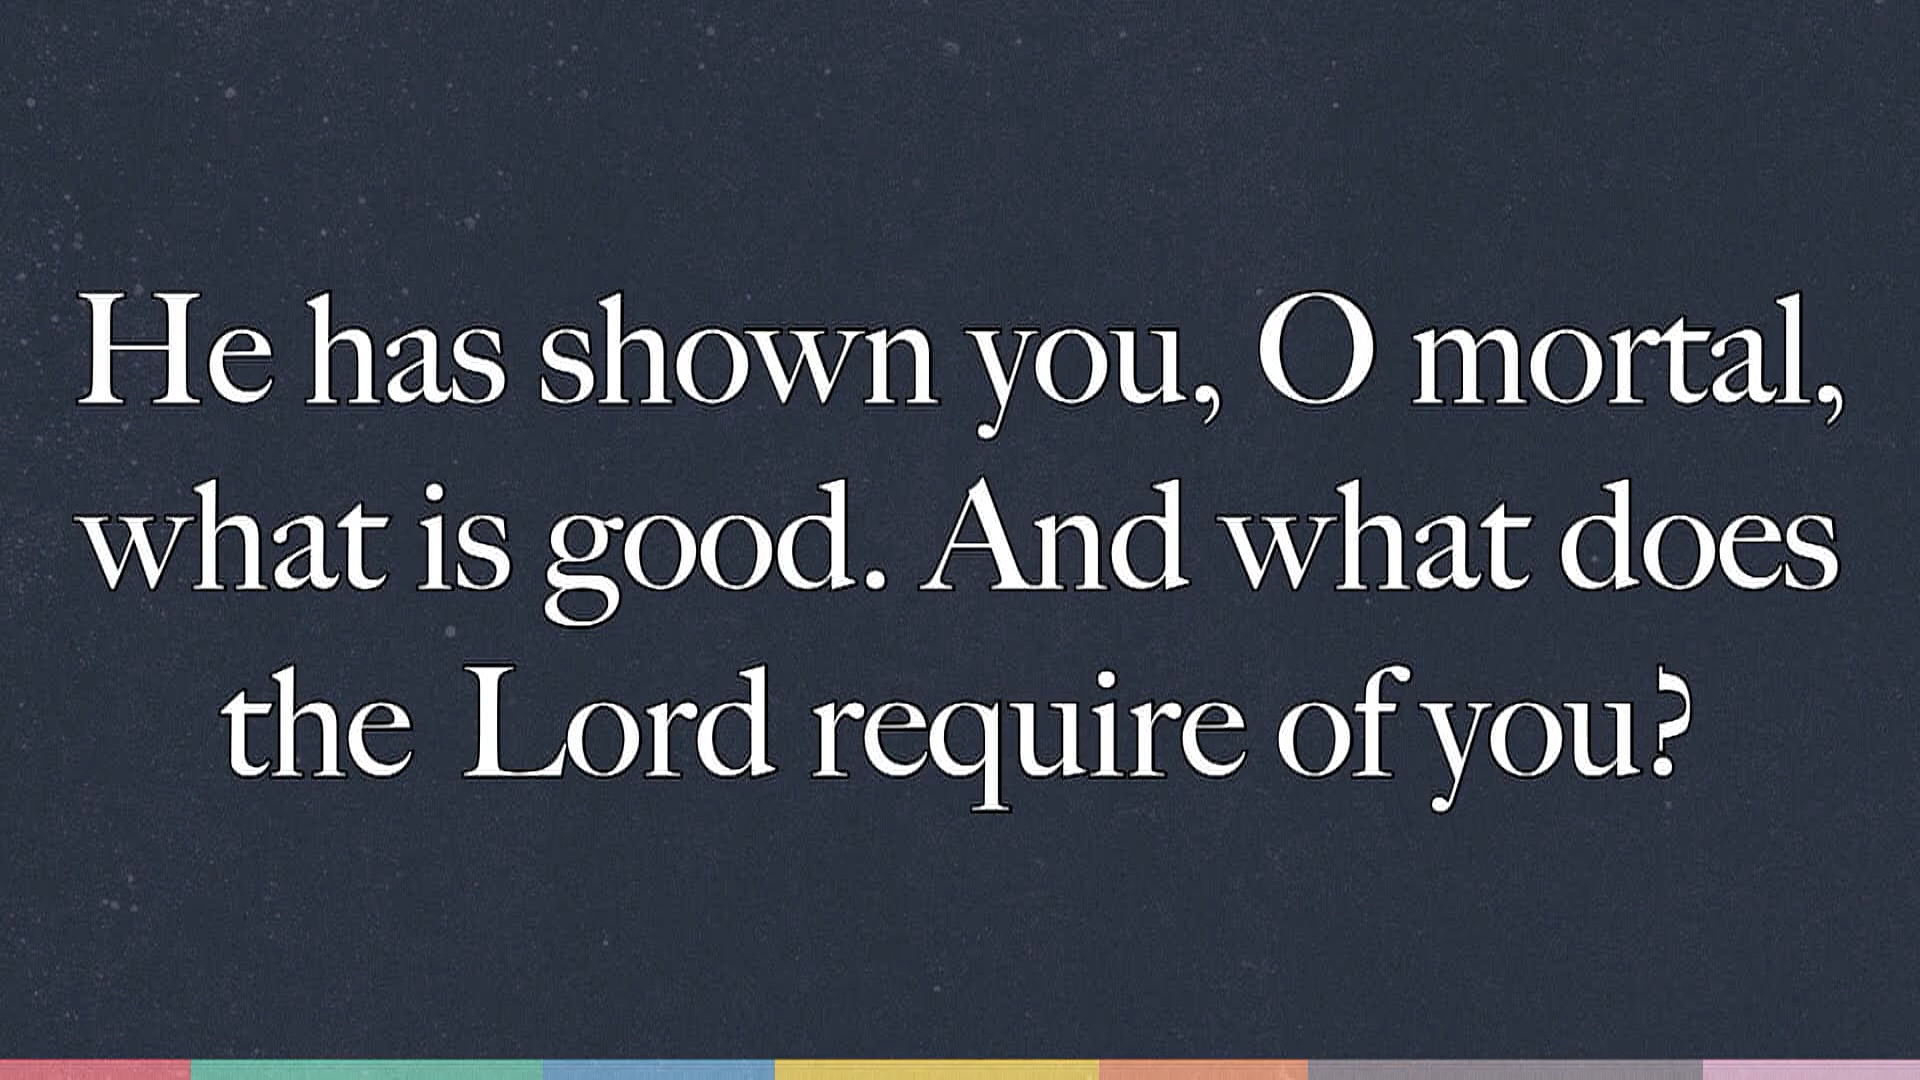 He has shown you, O mortal,
what is good. And what does
the Lord require of you?